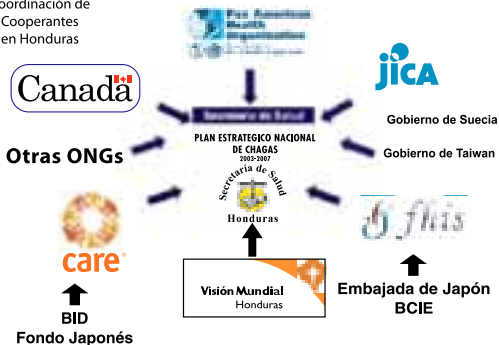 oordinación de
Cooperantes
en Honduras
Pan American
Health
Organization
Canada
jica
Secretaría de Salud
Gobierno de Suecia
PLAN ESTRATEGICO NACIONAL
DE CHAGAS
2003-2007
Otras ONGs
Gobierno de Taiwan
Secretaría de Salud
Honduras
care
fhis
Visión Mundial
Honduras
Embajada de Japón
BCIE
BID
Fondo Japonés